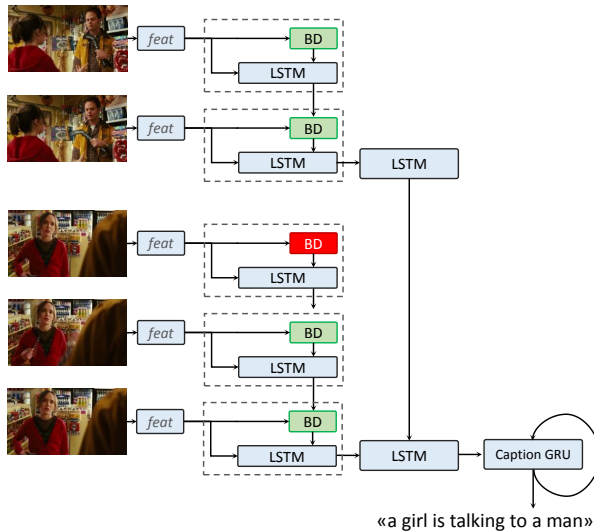 feat
BD
LSTM
feat
BD
LSTM
LSTM
feat
BD
LSTM
feat
BD
LSTM
feat
BD
LSTM
LSTM
Caption GRU
«a girl is talking to a man»